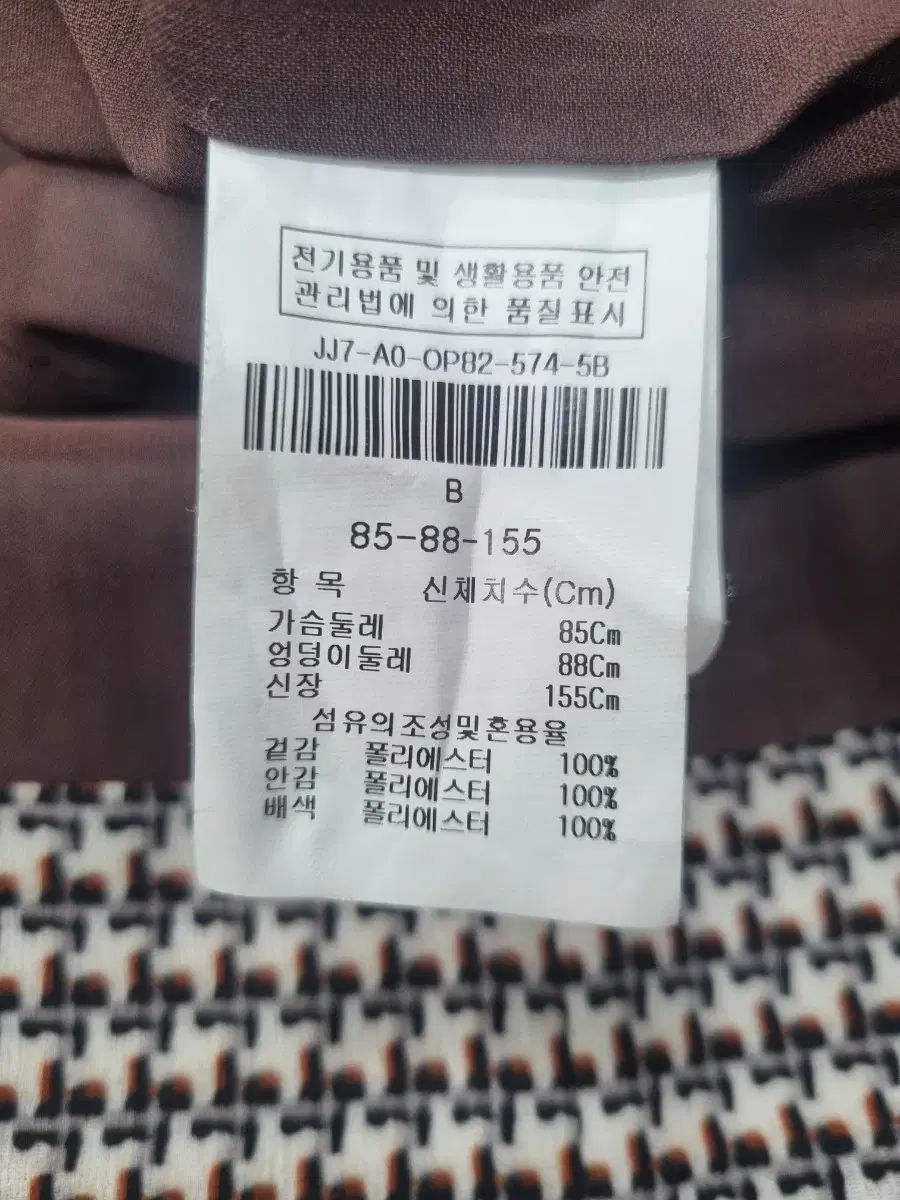 전기용품 및 생활용품 안전
관리법에 의한 품질표시
JJ7-A0-OP82-574-5B
B
85-88-155
항 목 신체치수(Cm)
가슴둘레 85Cm
엉덩이둘레 88Cm
신장 155Cm
섬유의조성및혼용율
겉감 폴리에스터 100%
안감 폴리에스터 100%
배색 폴리에스터 100%